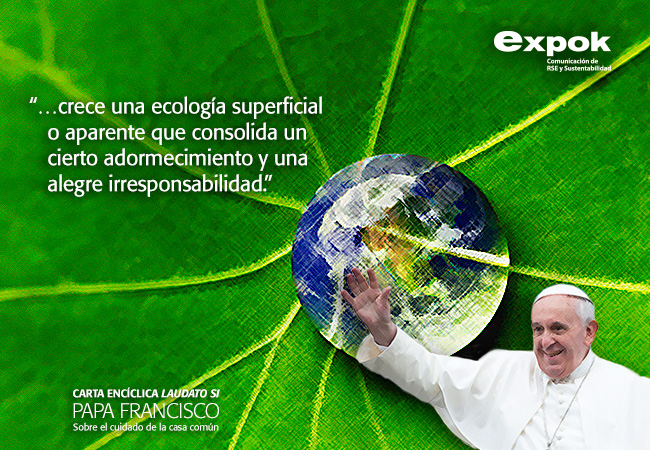 expok
Comunicación de
RSE y Sustentabilidad
“…crece una ecología superficial
o aparente que consolida un
cierto adormecimiento y una
alegre irresponsabilidad.”
CARTA ENCÍCLICA LAUDATO SI
PAPA FRANCISCO
Sobre el cuidado de la casa común